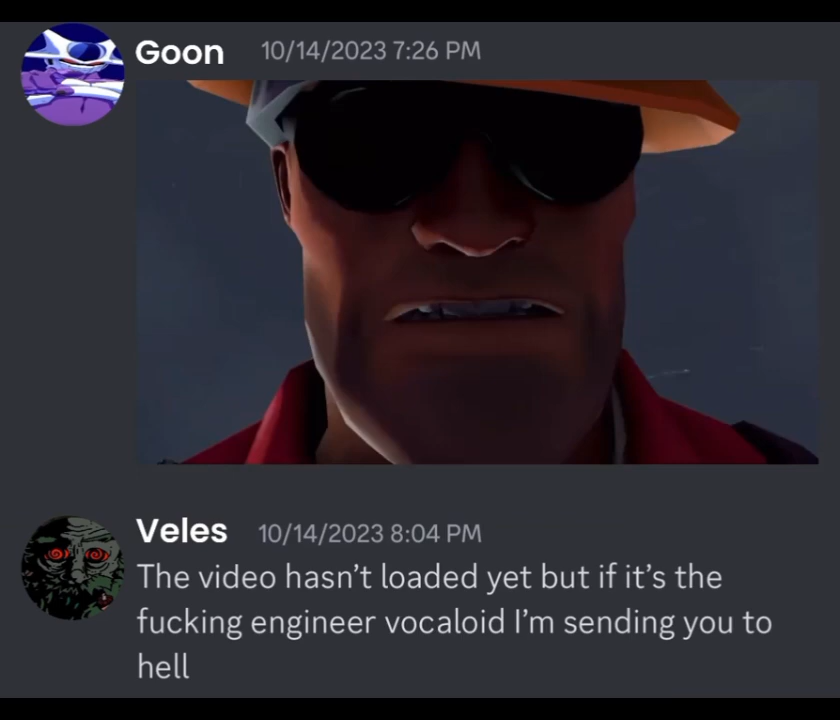 Goon 10/14/2023 7:26 PM
Veles 10/14/2023 8:04 PM
The video hasn’t loaded yet but if it’s the
fucking engineer vocaloid I’m sending you to
hell